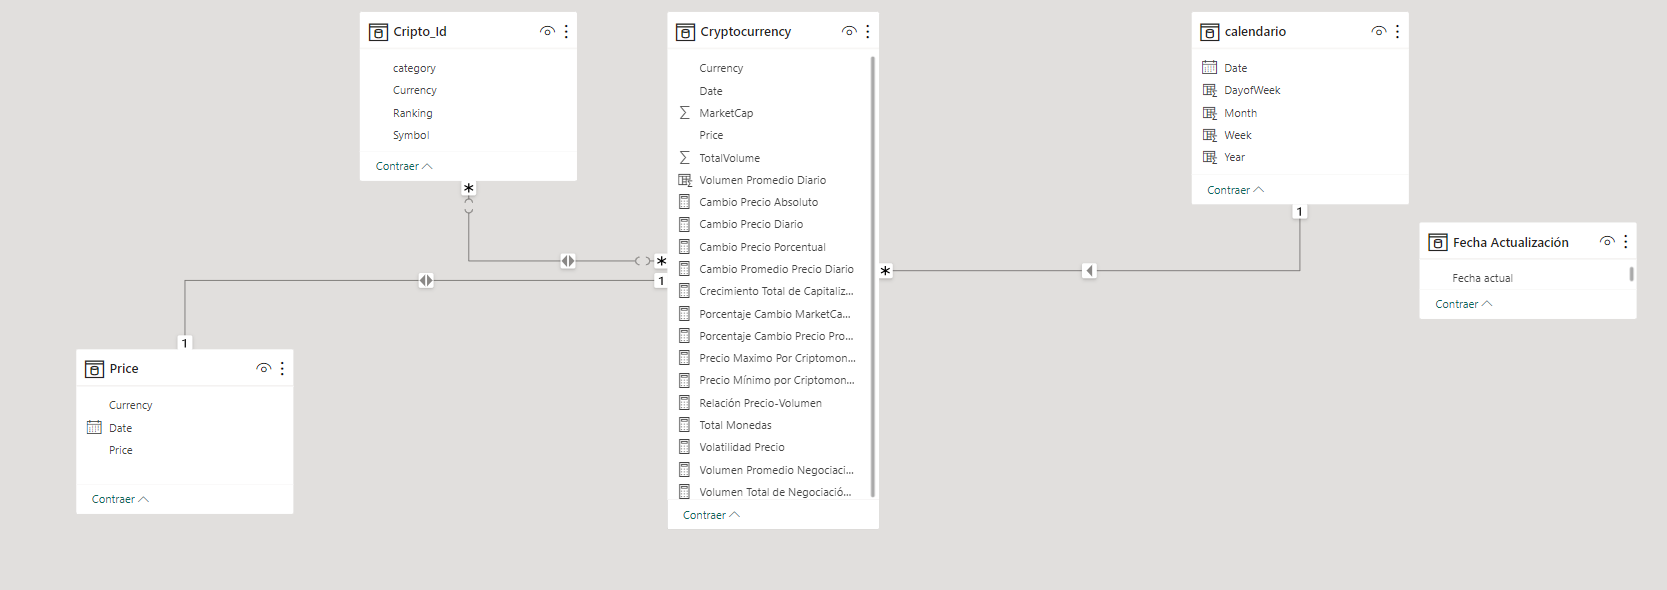 Cripto_Id
category
Currency
Ranking
Symbol
Contraer
*
*
1
1
Price
Currency
Date
Price
Contraer
Cryptocurrency
Currency
Date
MarketCap
Price
TotalVolume
Volumen Promedio Diario
Cambio Precio Absoluto
Cambio Precio Diario
Cambio Precio Porcentual
Cambio Promedio Precio Diario
Crecimiento Total de Capitaliz...
Porcentaje Cambio MarketCa...
Porcentaje Cambio Precio Pro...
Precio Maximo Por Criptomon...
Precio Mínimo por Criptomon...
Relación Precio-Volumen
Total Monedas
Volatilidad Precio
Volumen Promedio Negociaci...
Volumen Total de Negociació...
Contraer
*
1
calendario
Date
DayofWeek
Month
Week
Year
Contraer
Fecha Actualización
Fecha actual
Contraer